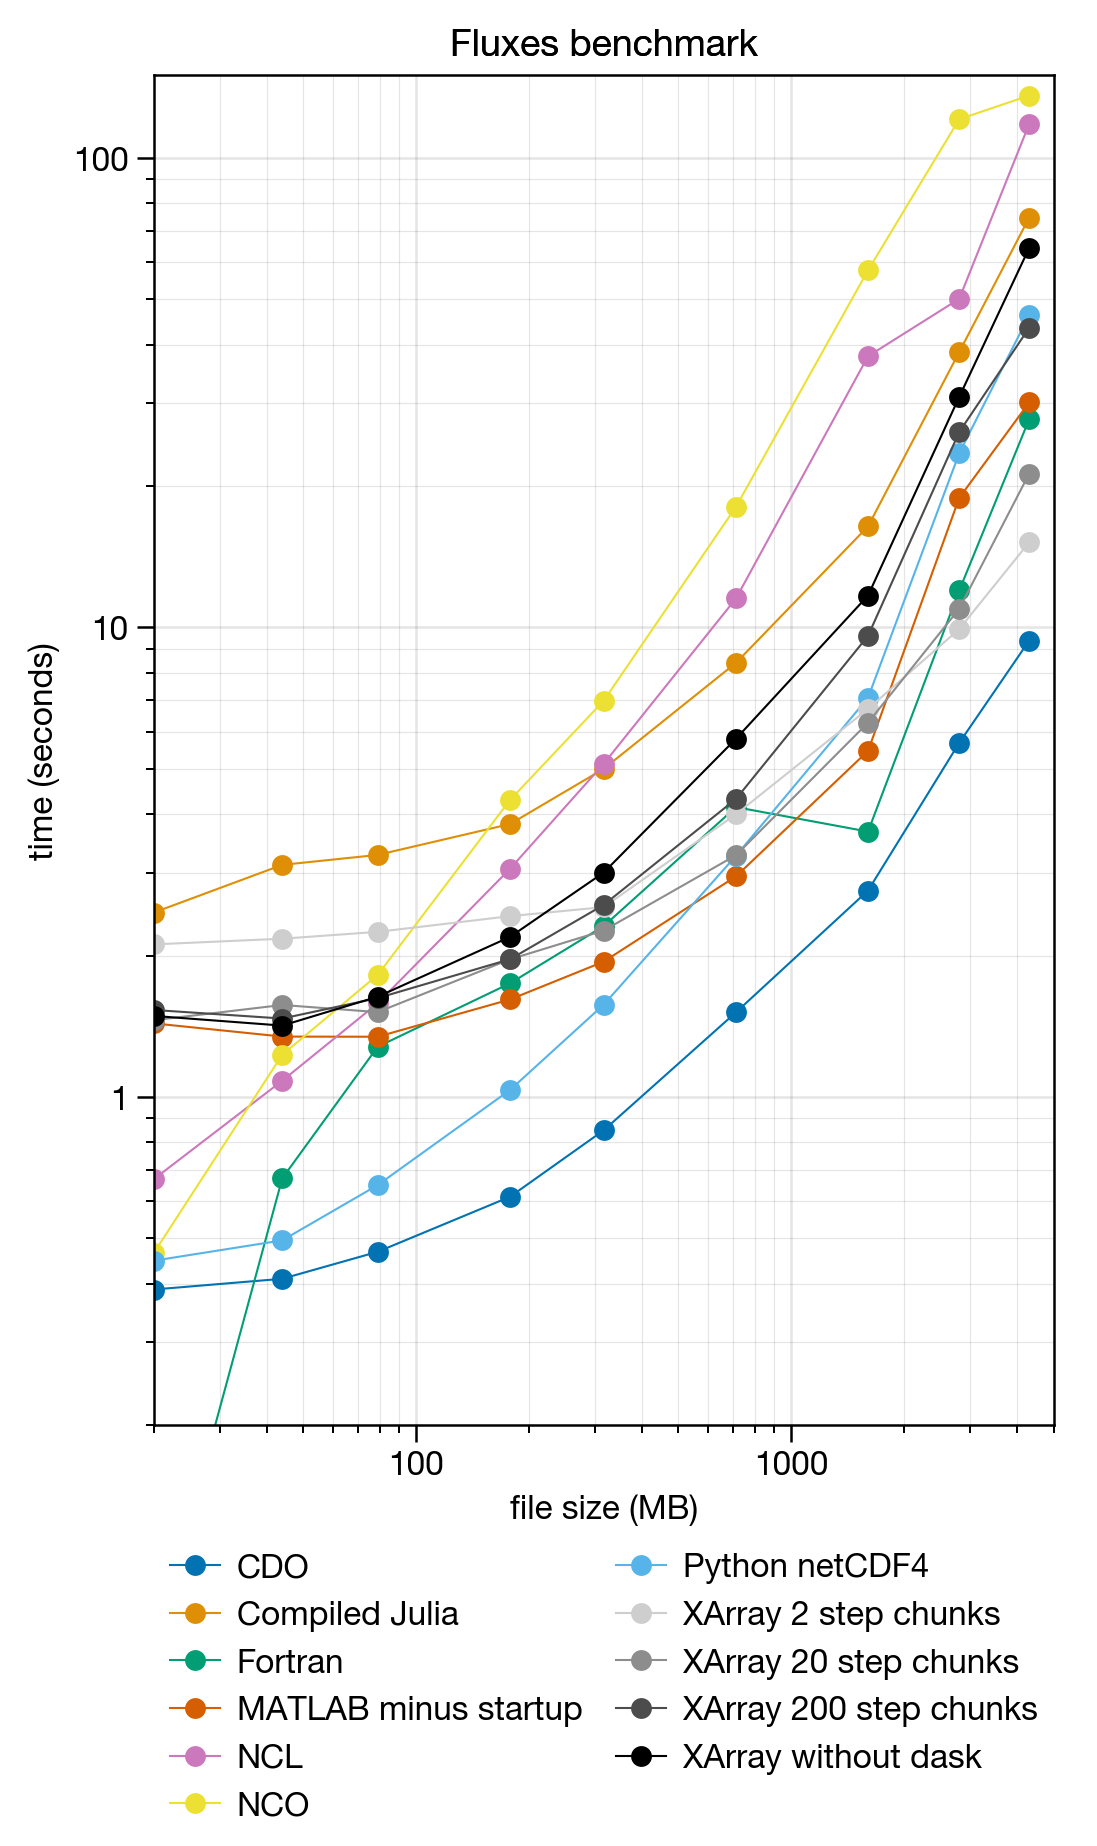 Fluxes benchmark
100
10
1
time (seconds)
100
1000
file size (MB)
CDO
Compiled Julia
Fortran
MATLAB minus startup
NCL
NCO
Python netCDF4
XArray 2 step chunks
XArray 20 step chunks
XArray 200 step chunks
XArray without dask